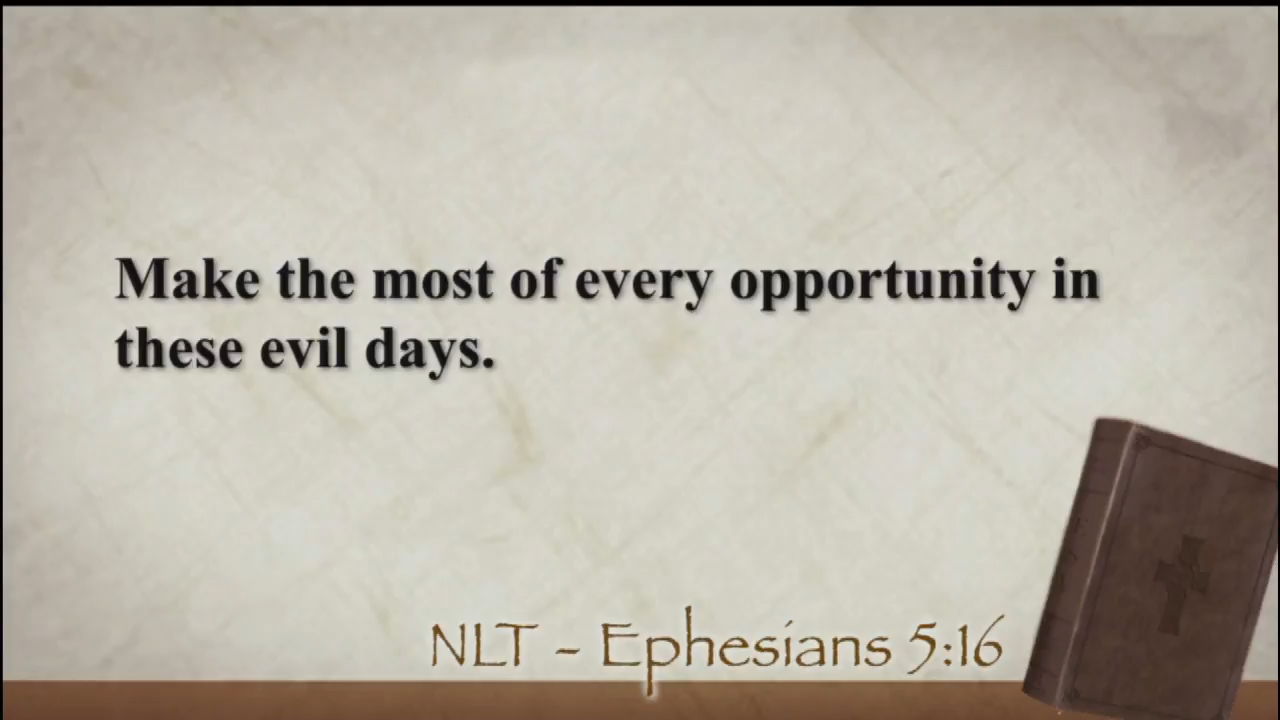 Make the most of every opportunity in
these evil days.
NLT - Ephesians 5:16